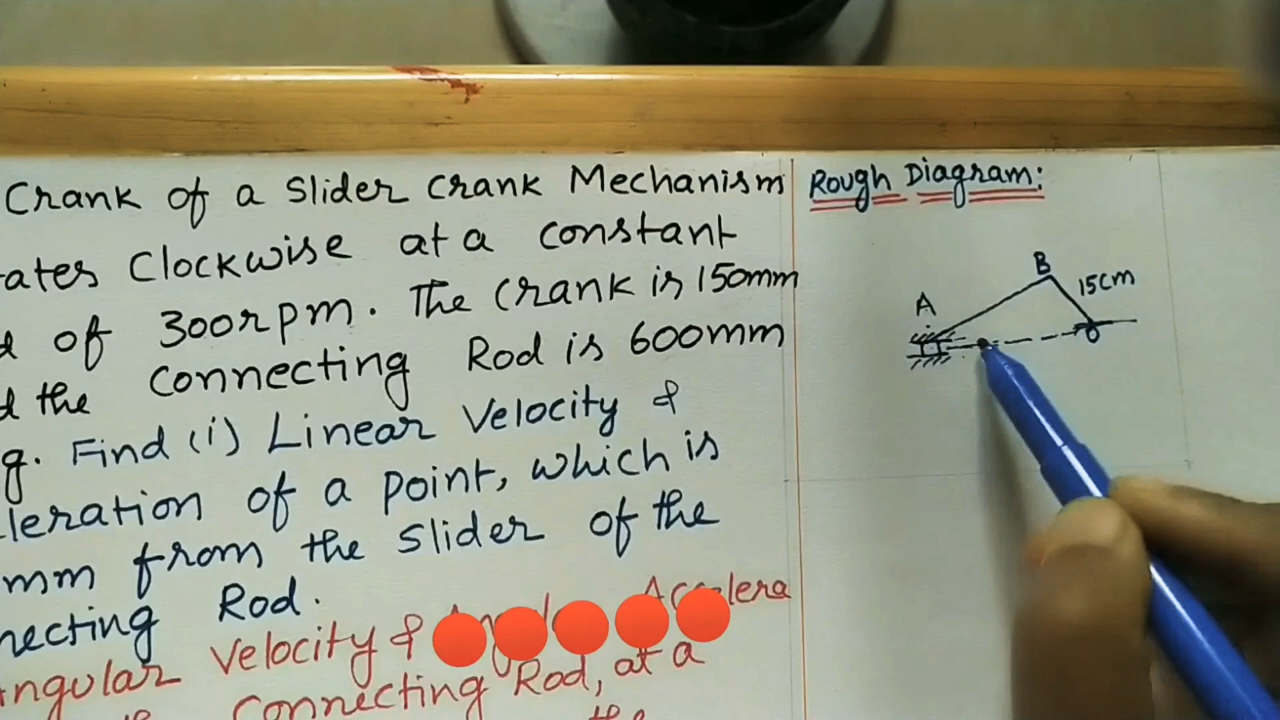 Crank of a Slider Crank Mechanism
ates Clockwise at a constant
d of 300rpm. The Crank is 150mm
d the connecting Rod is 600mm
g. Find (i) Linear Velocity &
leration of a point, which is
mm from the slider of the
necting Rod.
ngular Velocity &
connecting Rod, at a
the
Rough Diagram:
B
15cm
A